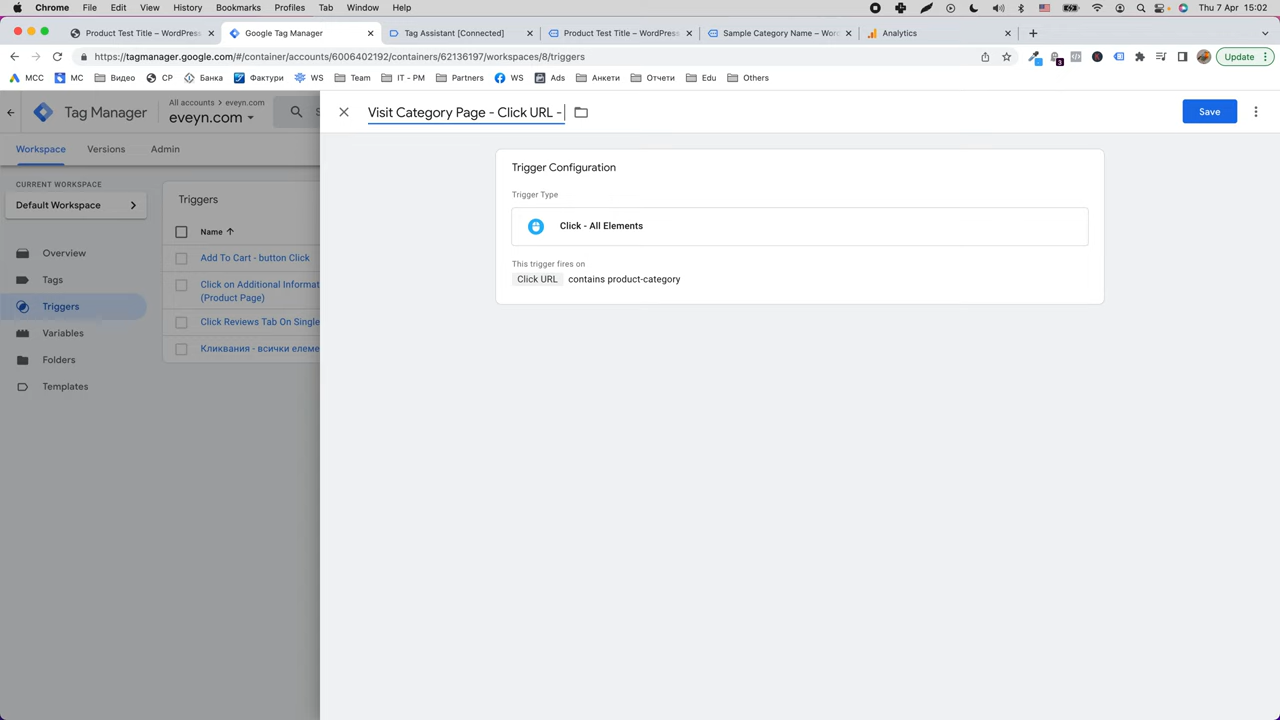 Chrome File Edit View History Bookmarks Profiles Tab Window Help Thu 7 Apr 15:02
Product Test Title – WordPress Google Tag Manager Tag Assistant [Connected] Product Test Title – WordPress Sample Category Name – Wor Analytics
https://tagmanager.google.com/#/container/accounts/6006402192/containers/62136197/workspaces/8/triggers Update
MCC MC Видео CP Банка Фактури WS Team IT - PM Partners WS Ads Анкети Отчети Edu Others
Tag Manager
All accounts > eveyn.com
eveyn.com
Visit Category Page - Click URL -
Save
Workspace Versions Admin
CURRENT WORKSPACE
Default Workspace
Overview
Tags
Triggers
Variables
Folders
Templates
Triggers
Name
Add To Cart - button Click
Click on Additional Informat
(Product Page)
Click Reviews Tab On Single
Кликвания - всички елеме
Trigger Configuration
Trigger Type
Click - All Elements
This trigger fires on
Click URL contains product-category